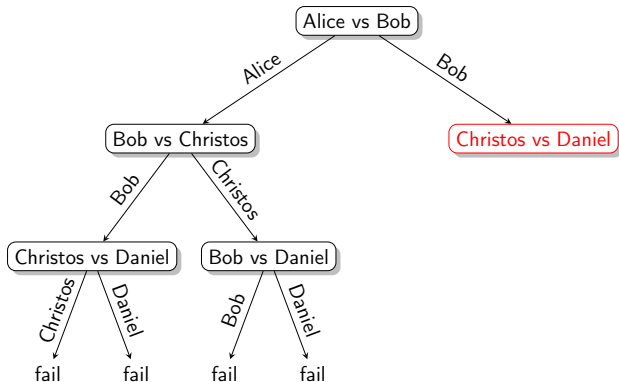 Alice vs Bob
Alice
Bob
Bob vs Christos
Christos vs Daniel
Bob
Christos
Christos vs Daniel
Bob vs Daniel
Christos
Daniel
Bob
Daniel
fail
fail
fail
fail